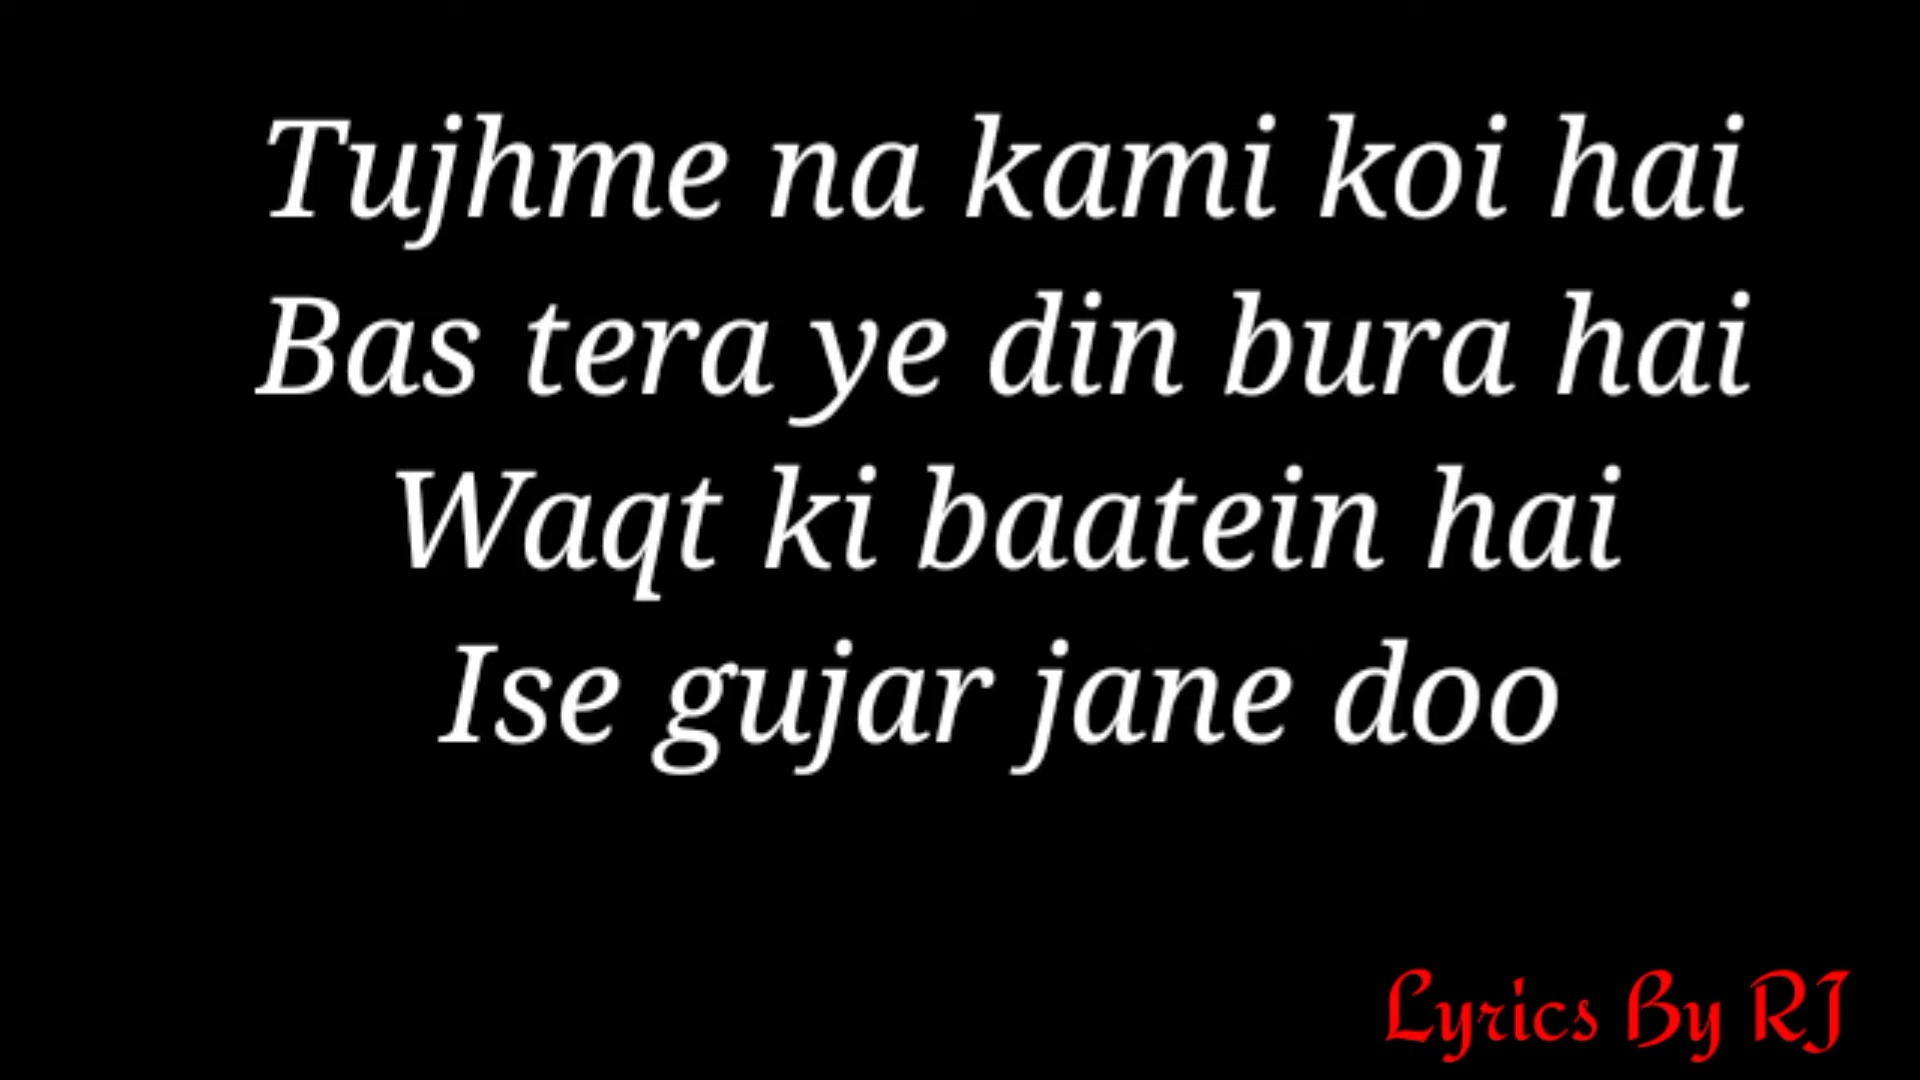 Tujhme na kami koi hai
Bas tera ye din bura hai
Waqt ki baatein hai
Ise gujar jane doo
Lyrics By RJ